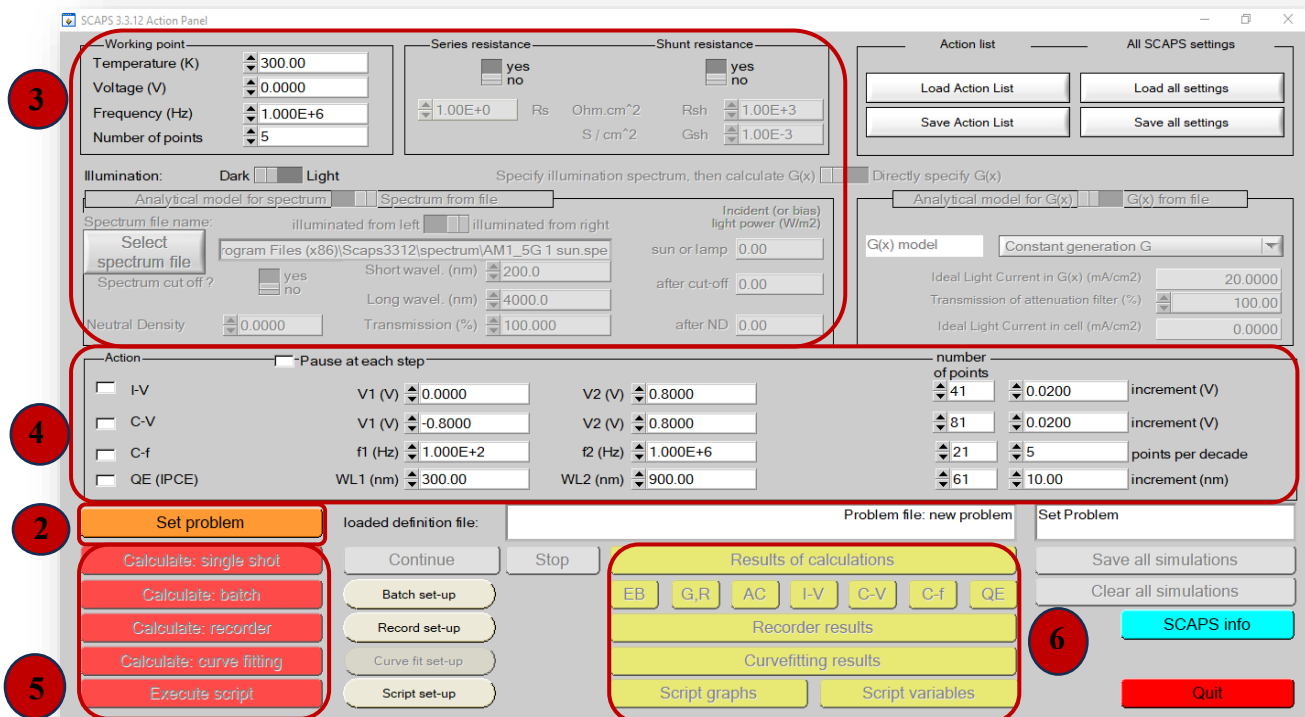 SCAPS 3.3.12 Action Panel
Working point
Temperature (K) 300.00
Voltage (V) 0.0000
Frequency (Hz) 1.000E+6
Number of points 5
3
Series resistance Shunt resistance
yes yes
no no
1.00E+0 Rs Ohm.cm^2 Rsh 1.00E+3
S / cm^2 Gsh 1.00E-3
Action list All SCAPS settings
Load Action List Load all settings
Save Action List Save all settings
Illumination: Dark Light Specify illumination spectrum, then calculate G(x) Directly specify G(x)
Analytical model for spectrum Spectrum from file
Spectrum file name: illuminated from left illuminated from right
Incident (or bias)
light power (W/m2)
Select
spectrum file
rogram Files (x86)\Scaps3312\spectrum\AM1_5G 1 sun.spe
sun or lamp 0.00
Spectrum cut off ? yes
no
Short wavel. (nm) 200.0
Long wavel. (nm) 4000.0
after cut-off 0.00
Neutral Density 0.0000 Transmission (%) 100.000 after ND 0.00
Analytical model for G(x) G(x) from file
G(x) model Constant generation G
Ideal Light Current in G(x) (mA/cm2) 20.0000
Transmission of attenuation filter (%) 100.00
Ideal Light Current in cell (mA/cm2) 0.0000
4
Action Pause at each step number
of points
I-V V1 (V) 0.0000 V2 (V) 0.8000 41 0.0200 increment (V)
C-V V1 (V) -0.8000 V2 (V) 0.8000 81 0.0200 increment (V)
C-f f1 (Hz) 1.000E+2 f2 (Hz) 1.000E+6 21 5 points per decade
QE (IPCE) WL1 (nm) 300.00 WL2 (nm) 900.00 61 10.00 increment (nm)
2
Set problem loaded definition file: Problem file: new problem Set Problem
Calculate: single shot Continue Stop Results of calculations Save all simulations
Calculate: batch Batch set-up EB G,R AC I-V C-V C-f QE Clear all simulations
Calculate: recorder Record set-up Recorder results SCAPS info
6
Calculate: curve fitting Curve fit set-up Curvefitting results
5
Execute script Script set-up Script graphs Script variables Quit